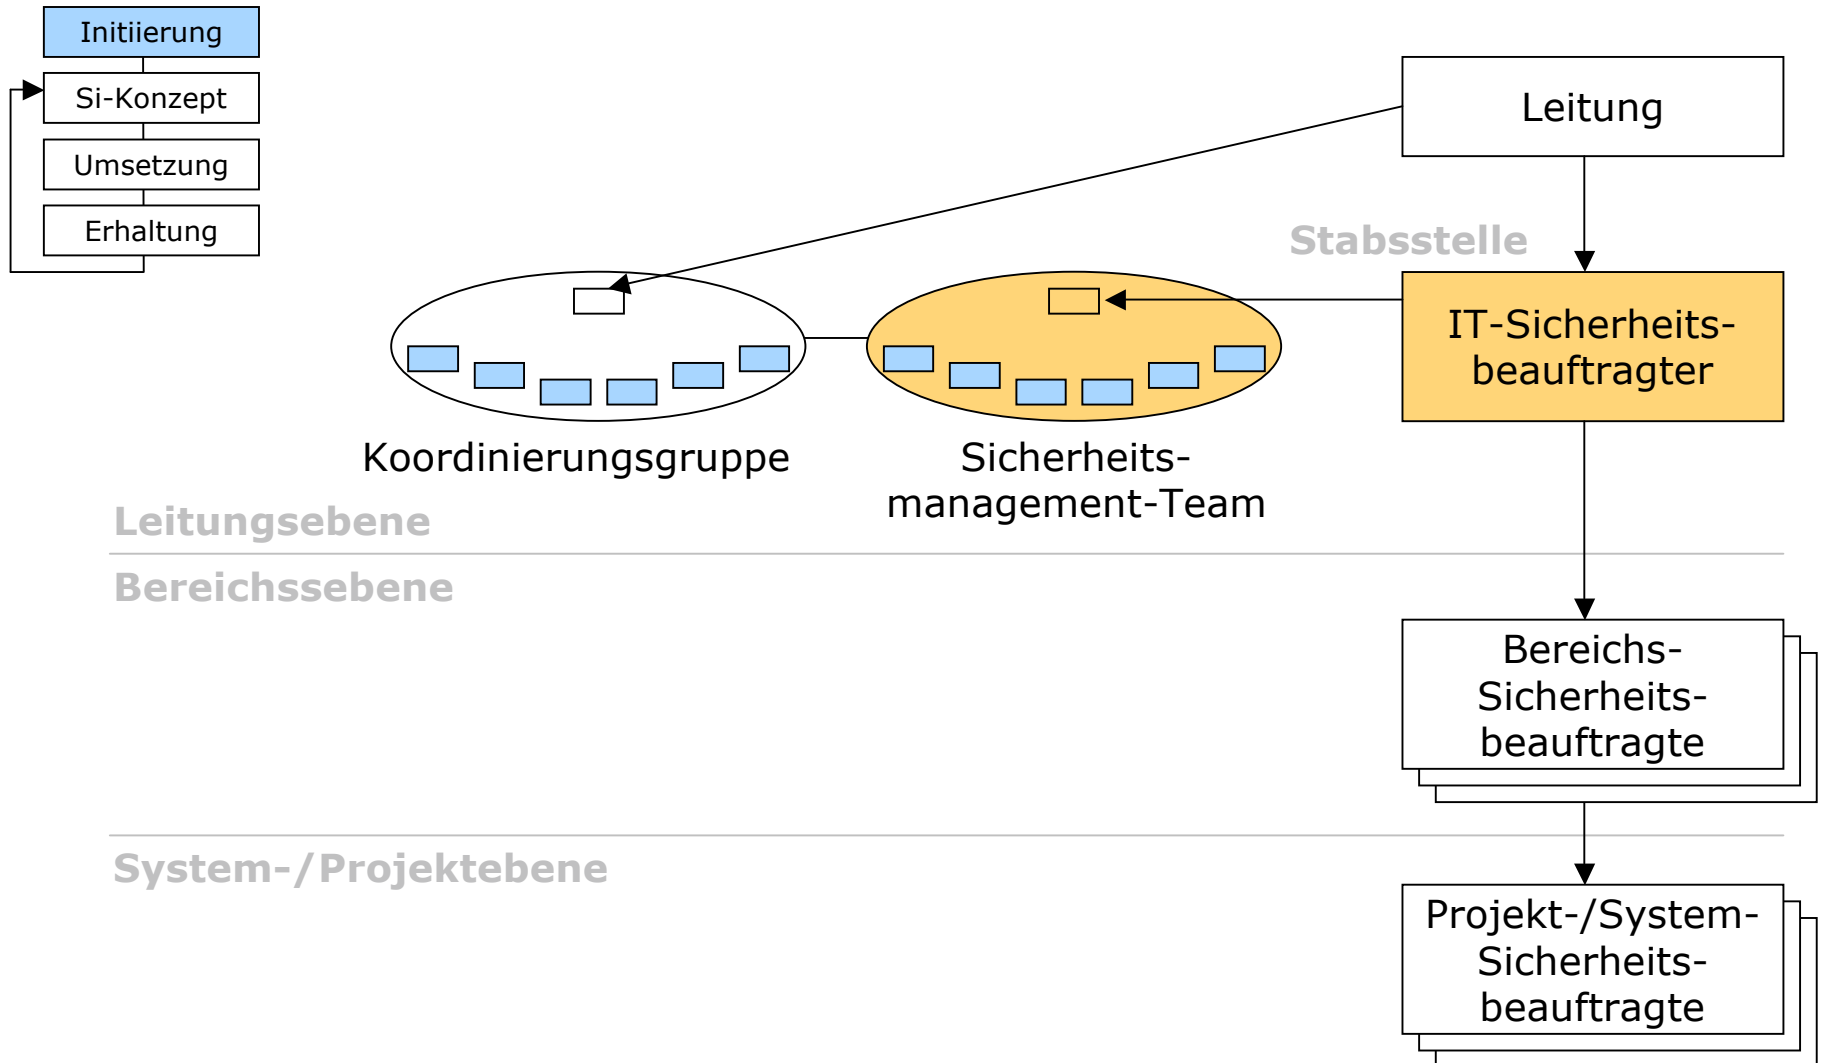 Initiierung
Si-Konzept
Umsetzung
Erhaltung
Leitung
Stabsstelle
IT-Sicherheits-
beauftragter
Koordinierungsgruppe
Sicherheits-
management-Team
Leitungsebene
Bereichssebene
Bereichs-
Sicherheits-
beauftragte
System-/Projektebene
Projekt-/System-
Sicherheits-
beauftragte